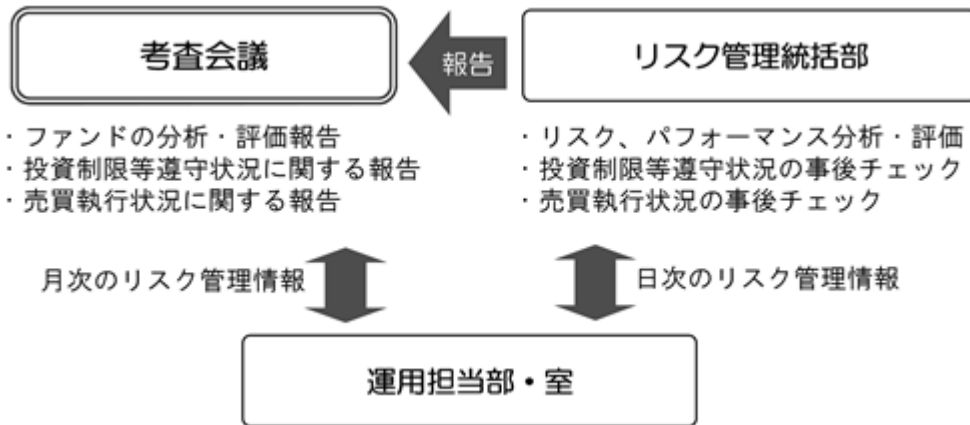 考査会議
報告
リスク管理統括部
・ファンドの分析・評価報告
・投資制限等遵守状況に関する報告
・売買執行状況に関する報告
・リスク、パフォーマンス分析・評価
・投資制限等遵守状況の事後チェック
・売買執行状況の事後チェック
月次のリスク管理情報
日次のリスク管理情報
運用担当部・室